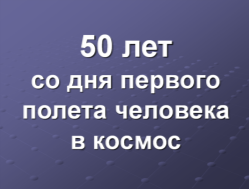 50 лет
со дня первого
полета человека
в космос